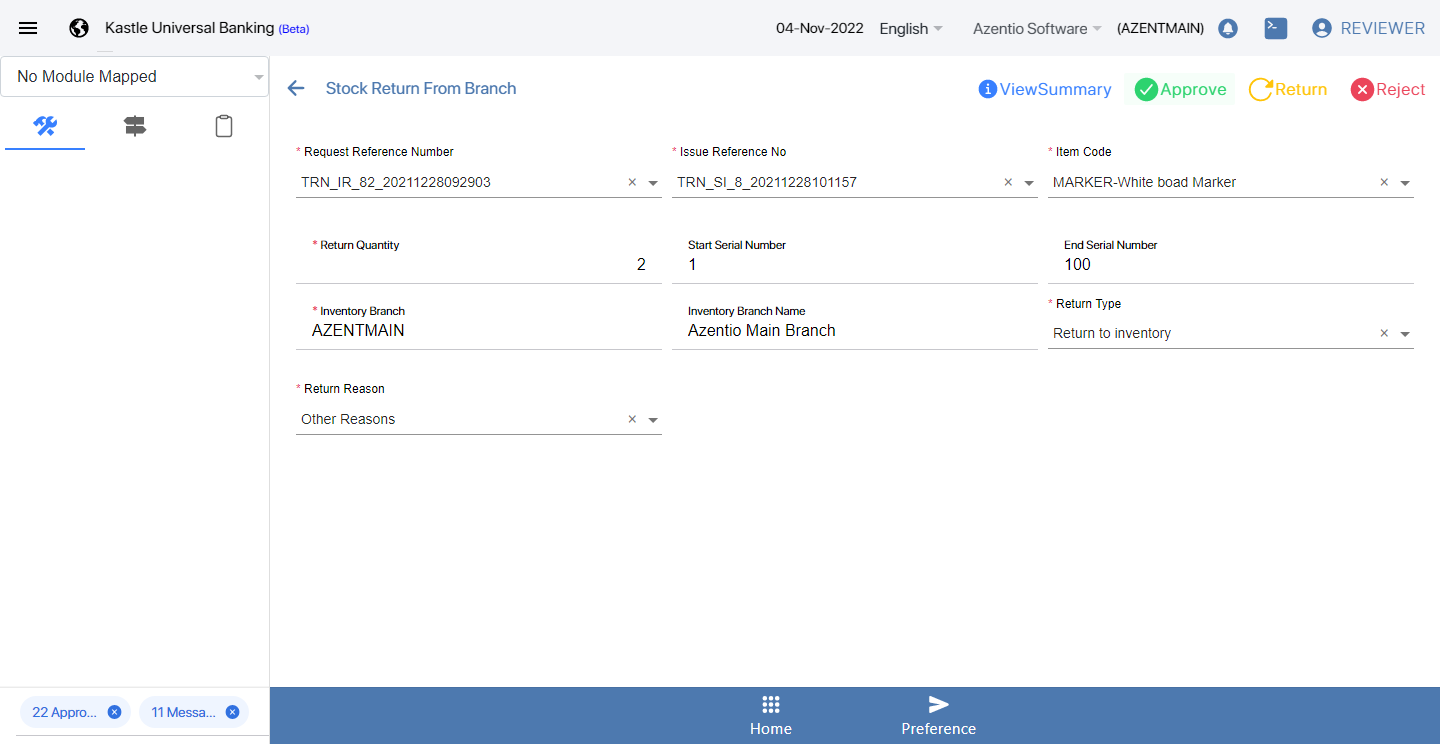 Kastle Universal Banking (Beta)
04-Nov-2022
English
Azentio Software
(AZENTMAIN)
REVIEWER
No Module Mapped
Stock Return From Branch
ViewSummary
Approve
Return
Reject
* Request Reference Number
* Issue Reference No
* Item Code
TRN_IR_82_20211228092903 ×
TRN_SI_8_20211228101157 ×
MARKER-White boad Marker ×
* Return Quantity
Start Serial Number
End Serial Number
2
1
100
* Inventory Branch
Inventory Branch Name
* Return Type
AZENTMAIN
Azentio Main Branch
Return to inventory ×
* Return Reason
Other Reasons ×
22 Appro...
11 Messa...
Home
Preference